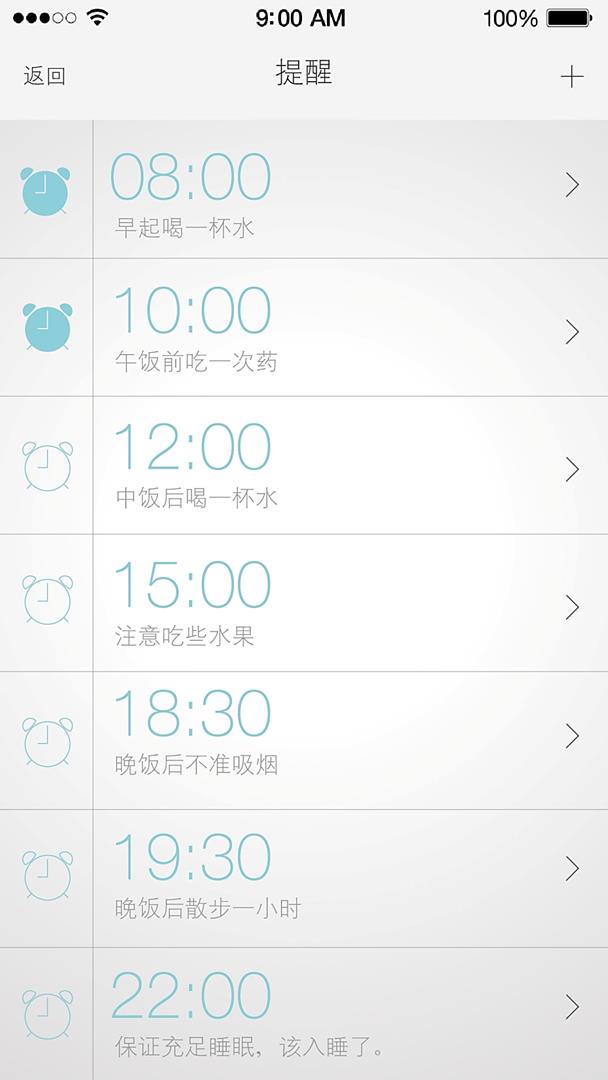 9:00 AM 100%
返回 提醒 +
08:00
早起喝一杯水
10:00
午饭前吃一次药
12:00
中饭后喝一杯水
15:00
注意吃些水果
18:30
晚饭后不准吸烟
19:30
晚饭后散步一小时
22:00
保证充足睡眠，该入睡了。